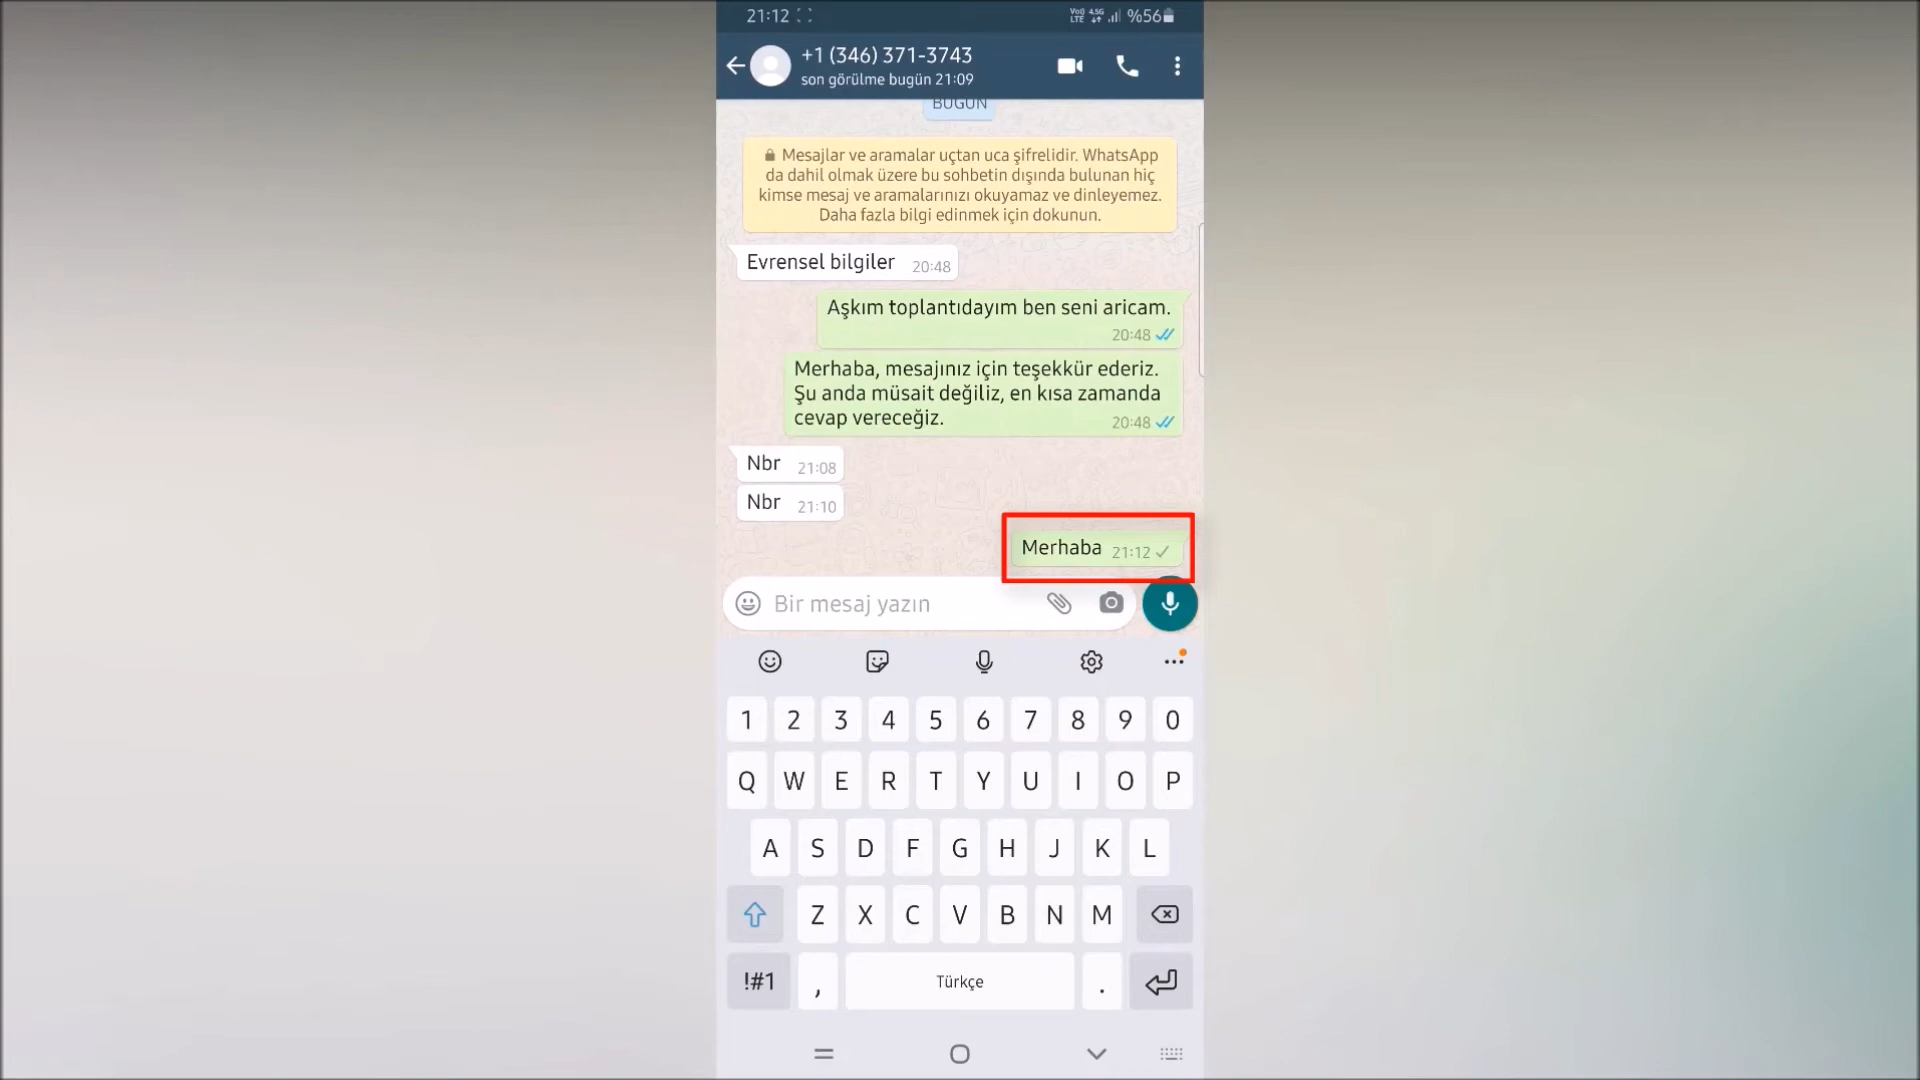 21:12
VoO 4.5G
LTE
%56
+1 (346) 371-3743
son görülme bugün 21:09
BUGÜN
Mesajlar ve aramalar uçtan uca şifrelidir. WhatsApp
da dahil olmak üzere bu sohbetin dışında bulunan hiç
kimse mesaj ve aramalarınızı okuyamaz ve dinleyemez.
Daha fazla bilgi edinmek için dokunun.
Evrensel bilgiler 20:48
Aşkım toplantıdayım ben seni aricam.
20:48
Merhaba, mesajınız için teşekkür ederiz.
Şu anda müsait değiliz, en kısa zamanda
cevap vereceğiz.
20:48
Nbr 21:08
Nbr 21:10
Merhaba 21:12
Bir mesaj yazın
1 2 3 4 5 6 7 8 9 0
Q W E R T Y U I O P
A S D F G H J K L
Z X C V B N M
!#1 , Türkçe .